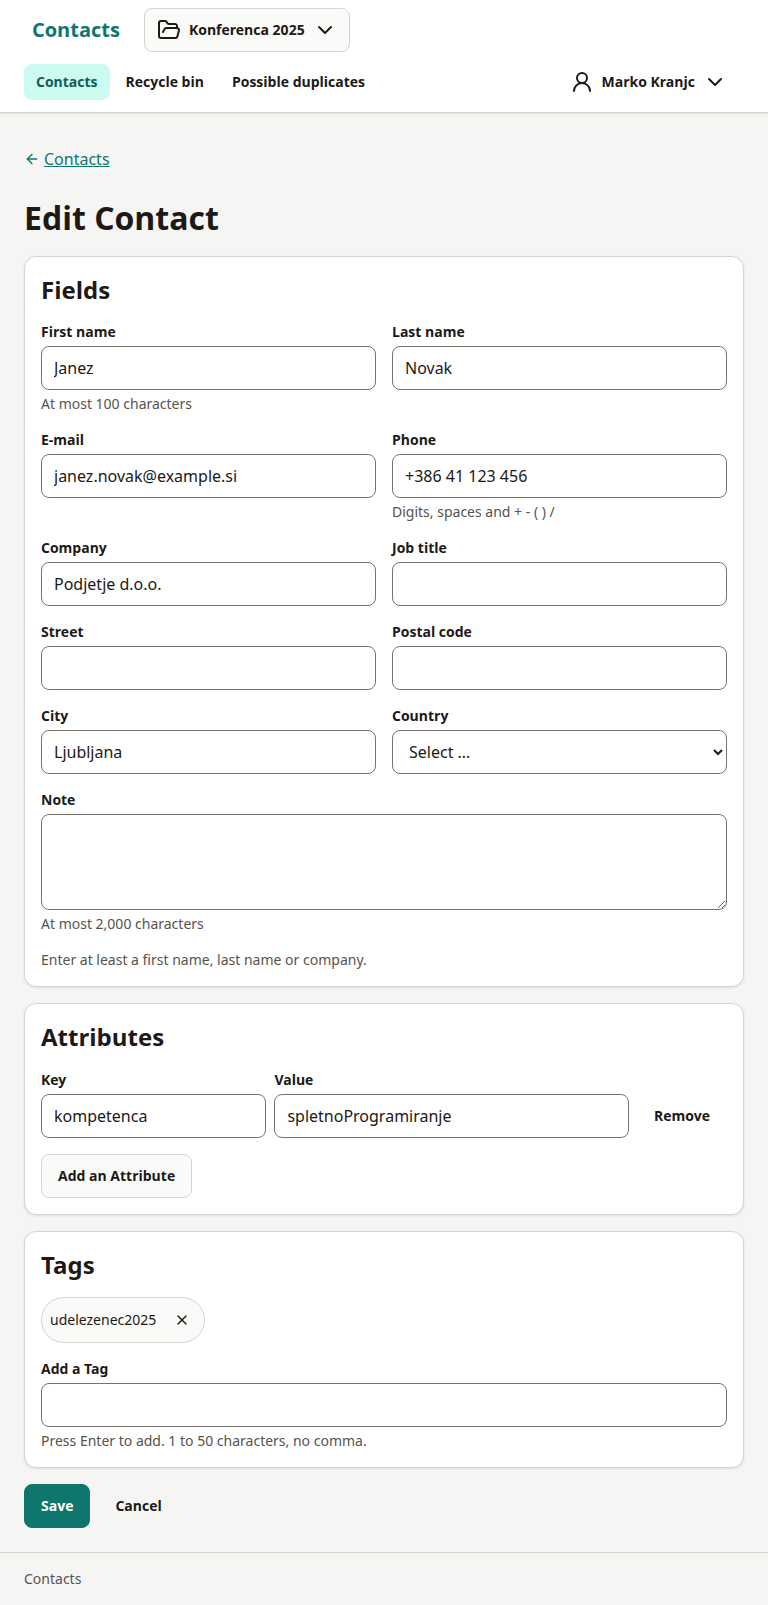 Contacts
Konferenca 2025
Contacts
Recycle bin
Possible duplicates
Marko Kranjc
← Contacts
Edit Contact
Fields
First name
Last name
Janez
Novak
At most 100 characters
E-mail
Phone
janez.novak@example.si
+386 41 123 456
Digits, spaces and + - ( ) /
Company
Job title
Podjetje d.o.o.
Street
Postal code
City
Country
Ljubljana
Select ...
Note
At most 2,000 characters
Enter at least a first name, last name or company.
Attributes
Key
Value
kompetenca
spletnoProgramiranje
Remove
Add an Attribute
Tags
udelezenec2025
Add a Tag
Press Enter to add. 1 to 50 characters, no comma.
Save
Cancel
Contacts